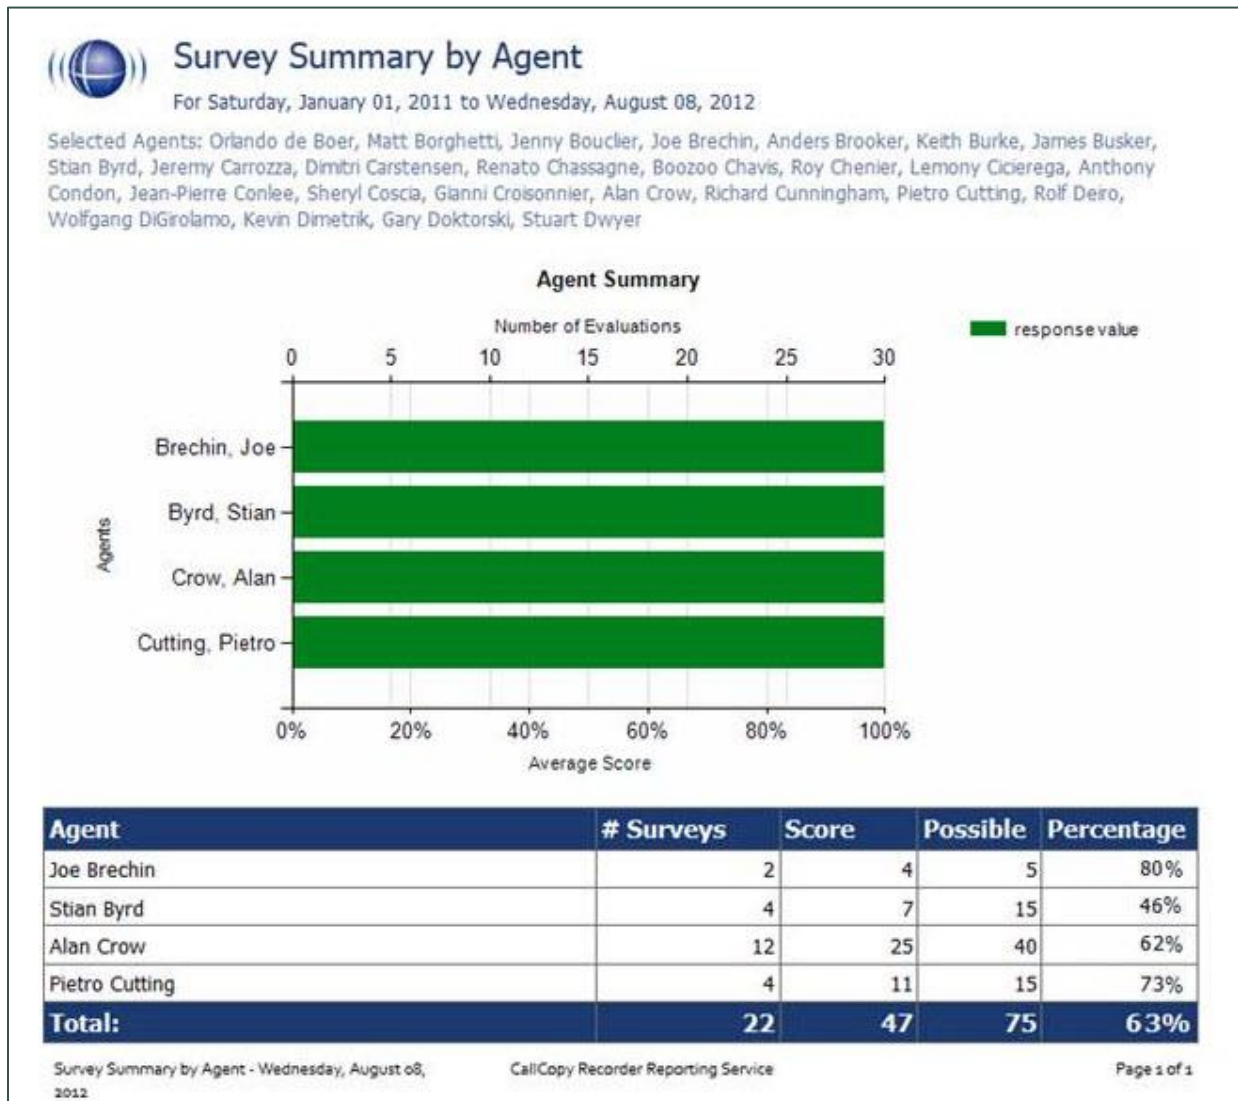 Survey Summary by Agent
For Saturday, January 01, 2011 to Wednesday, August 08, 2012
Selected Agents: Orlando de Boer, Matt Borghetti, Jenny Bouclier, Joe Brechin, Anders Brooker, Keith Burke, James Busker,
Stian Byrd, Jeremy Carrozza, Dimitri Carstensen, Renato Chassagne, Boozoo Chavis, Roy Chenier, Lemony Cicierega, Anthony
Condon, Jean-Pierre Conlee, Sheryl Coscia, Gianni Croisonnier, Alan Crow, Richard Cunningham, Pietro Cutting, Rolf Deiro,
Wolfgang DiGirolamo, Kevin Dimetrik, Gary Doktorski, Stuart Dwyer
Agent Summary
Number of Evaluations
response value
0 5 10 15 20 25 30
Brechin, Joe
Byrd, Stian
Agents
Crow, Alan
Cutting, Pietro
0% 20% 40% 60% 80% 100%
Average Score
Agent # Surveys Score Possible Percentage
Joe Brechin 2 4 5 80%
Stian Byrd 4 7 15 46%
Alan Crow 12 25 40 62%
Pietro Cutting 4 11 15 73%
Total: 22 47 75 63%
Survey Summary by Agent - Wednesday, August 08, CallCopy Recorder Reporting Service Page 1 of 1
2012